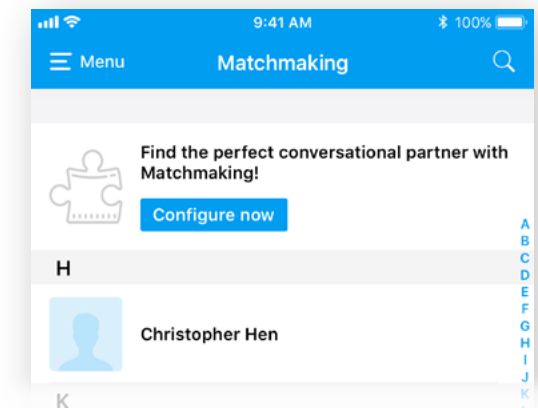 9:41 AM
100%
Menu
Matchmaking
Find the perfect conversational partner with
Matchmaking!
Configure now
H
Christopher Hen
K
A
B
C
D
E
F
G
H
I
J
K